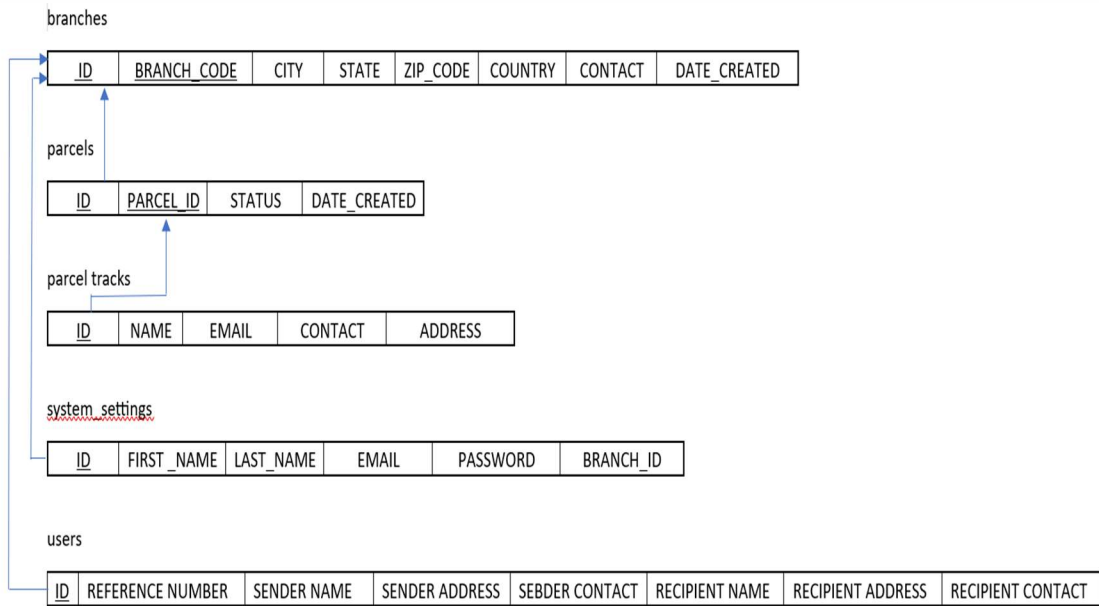 branches
ID BRANCH_CODE CITY STATE ZIP_CODE COUNTRY CONTACT DATE_CREATED
parcels
ID PARCEL_ID STATUS DATE_CREATED
parcel tracks
ID NAME EMAIL CONTACT ADDRESS
system_settings
ID FIRST _NAME LAST_NAME EMAIL PASSWORD BRANCH_ID
users
ID REFERENCE NUMBER SENDER NAME SENDER ADDRESS SEBDER CONTACT RECIPIENT NAME RECIPIENT ADDRESS RECIPIENT CONTACT